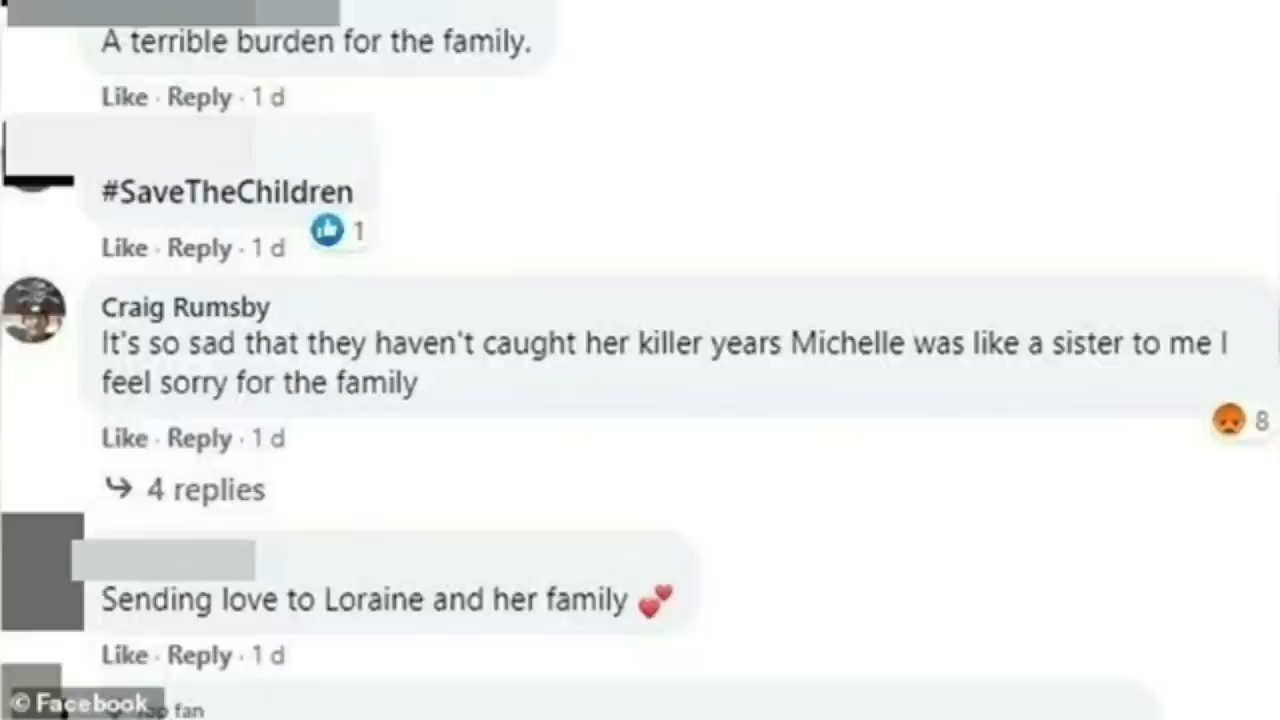 A terrible burden for the family.
Like · Reply · 1 d
#SaveTheChildren
1
Like · Reply · 1 d
Craig Rumsby
It's so sad that they haven't caught her killer years Michelle was like a sister to me I
feel sorry for the family
8
Like · Reply · 1 d
4 replies
Sending love to Loraine and her family
Like · Reply · 1 d
© Facebook
fan